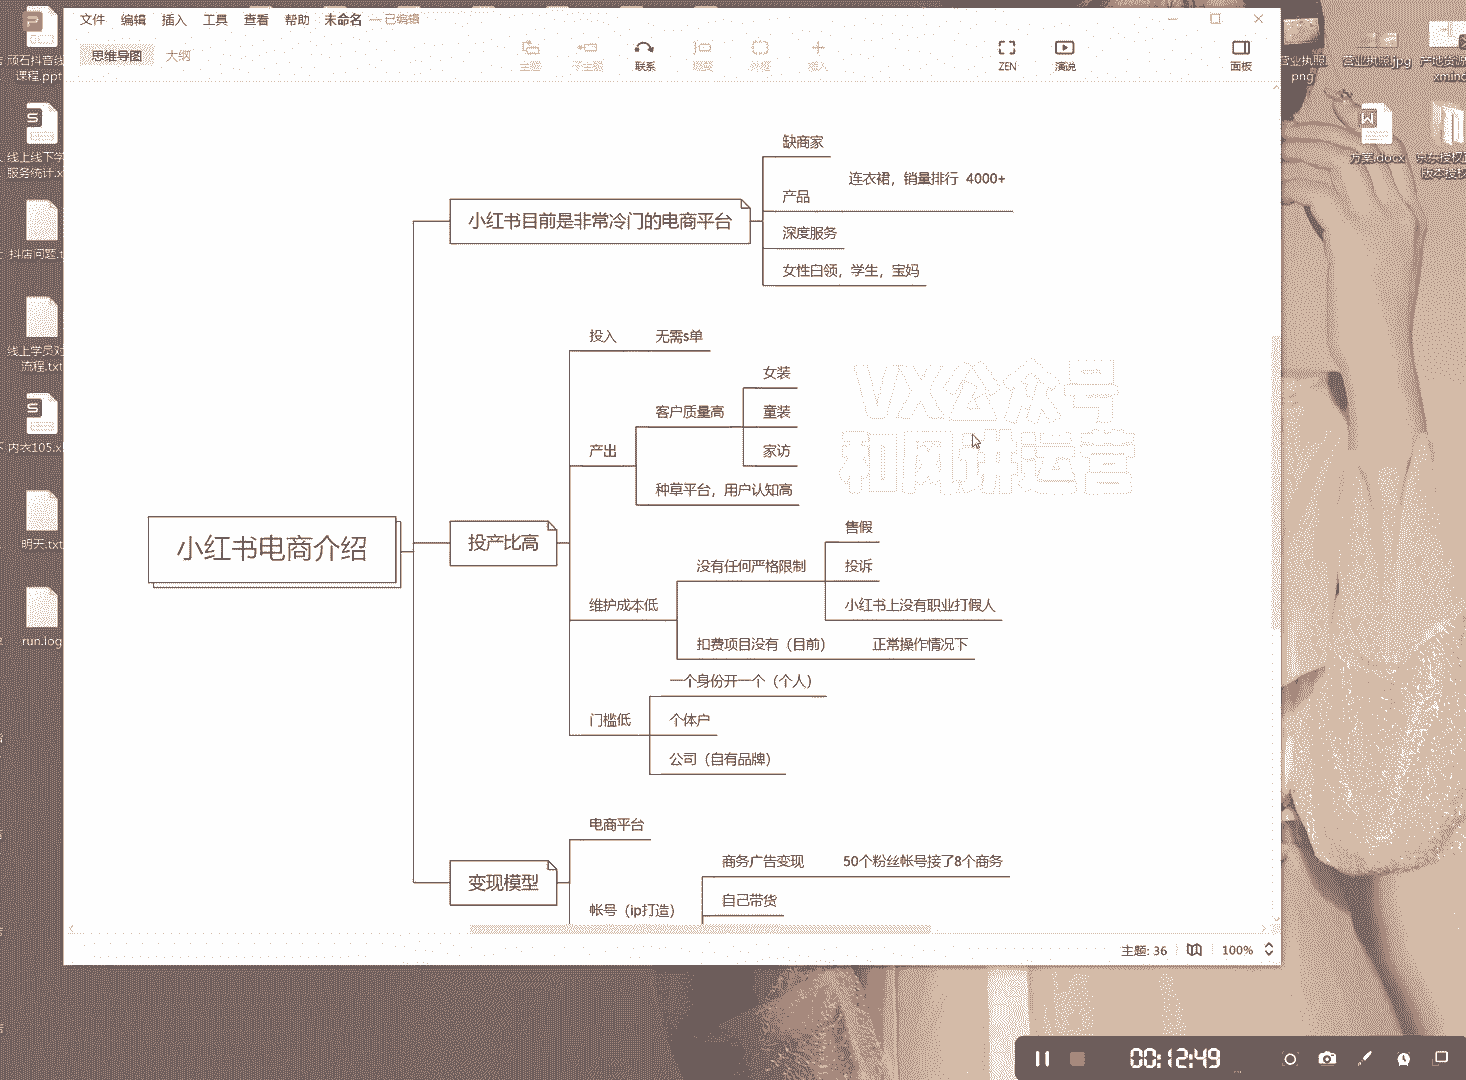 文件 编辑 插入 工具 查看 帮助 未命名 — 已编辑
思维导图 大纲
主题 子主题 联系 概要 外框 插入 ZEN 演说 面板
小红书电商介绍
小红书目前是非常冷门的电商平台
缺商家
产品 连衣裙，销量排行 4000+
深度服务
女性白领，学生，宝妈
投产比高
投入 无需s单
产出
客户质量高
女装
童装
家访
种草平台，用户认知高
维护成本低
没有任何严格限制
售假
投诉
小红书上没有职业打假人
扣费项目没有（目前） 正常操作情况下
门槛低
一个身份开一个（个人）
个体户
公司（自有品牌）
变现模型
电商平台
帐号（ip打造）
商务广告变现 50个粉丝帐号接了8个商务
自己带货
VX公众号
和风讲运营
主题: 36 100%
顽石抖音线
课程.ppt
线上线下学
服务统计.x
抖店问题.t
线上学员对
流程.txt
内衣105.x
明天.txt
run.log
营业执照.
png
营业执照.jpg
产地资源
xmind
方案.docx
京东授权
版本授权
00:12:49